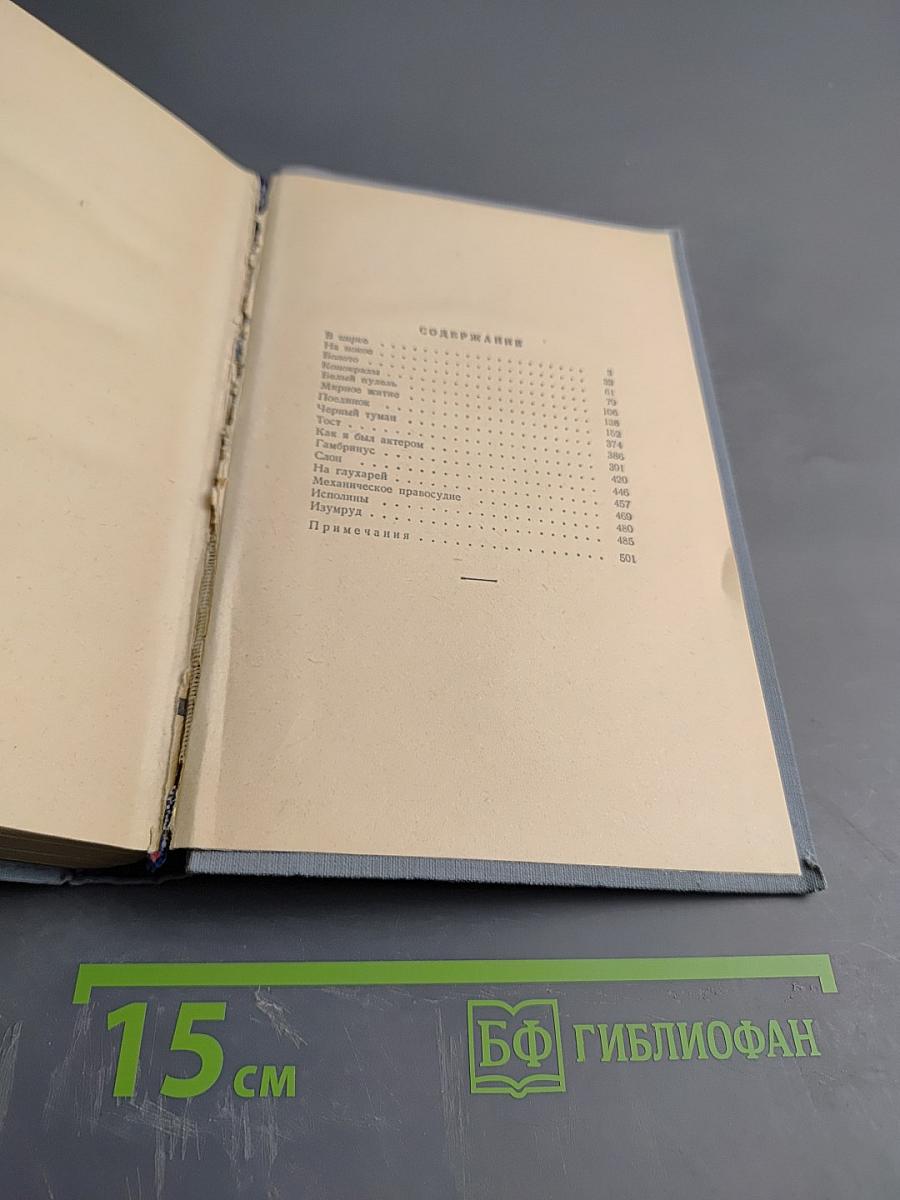 СОДЕРЖАНИЕ
В цирке 3
На покое 33
Болото 61
Конокрады 79
Белый пудель 106
Мирное житие 138
Поединок 152
Черный туман 374
Тост 386
Как я был актером 391
Гамбринус 420
Слон 446
На глухарей 457
Механическое правосудие 469
Исполины 480
Изумруд 485
Примечания 501
15 см
БФ ГИБЛИОФАН